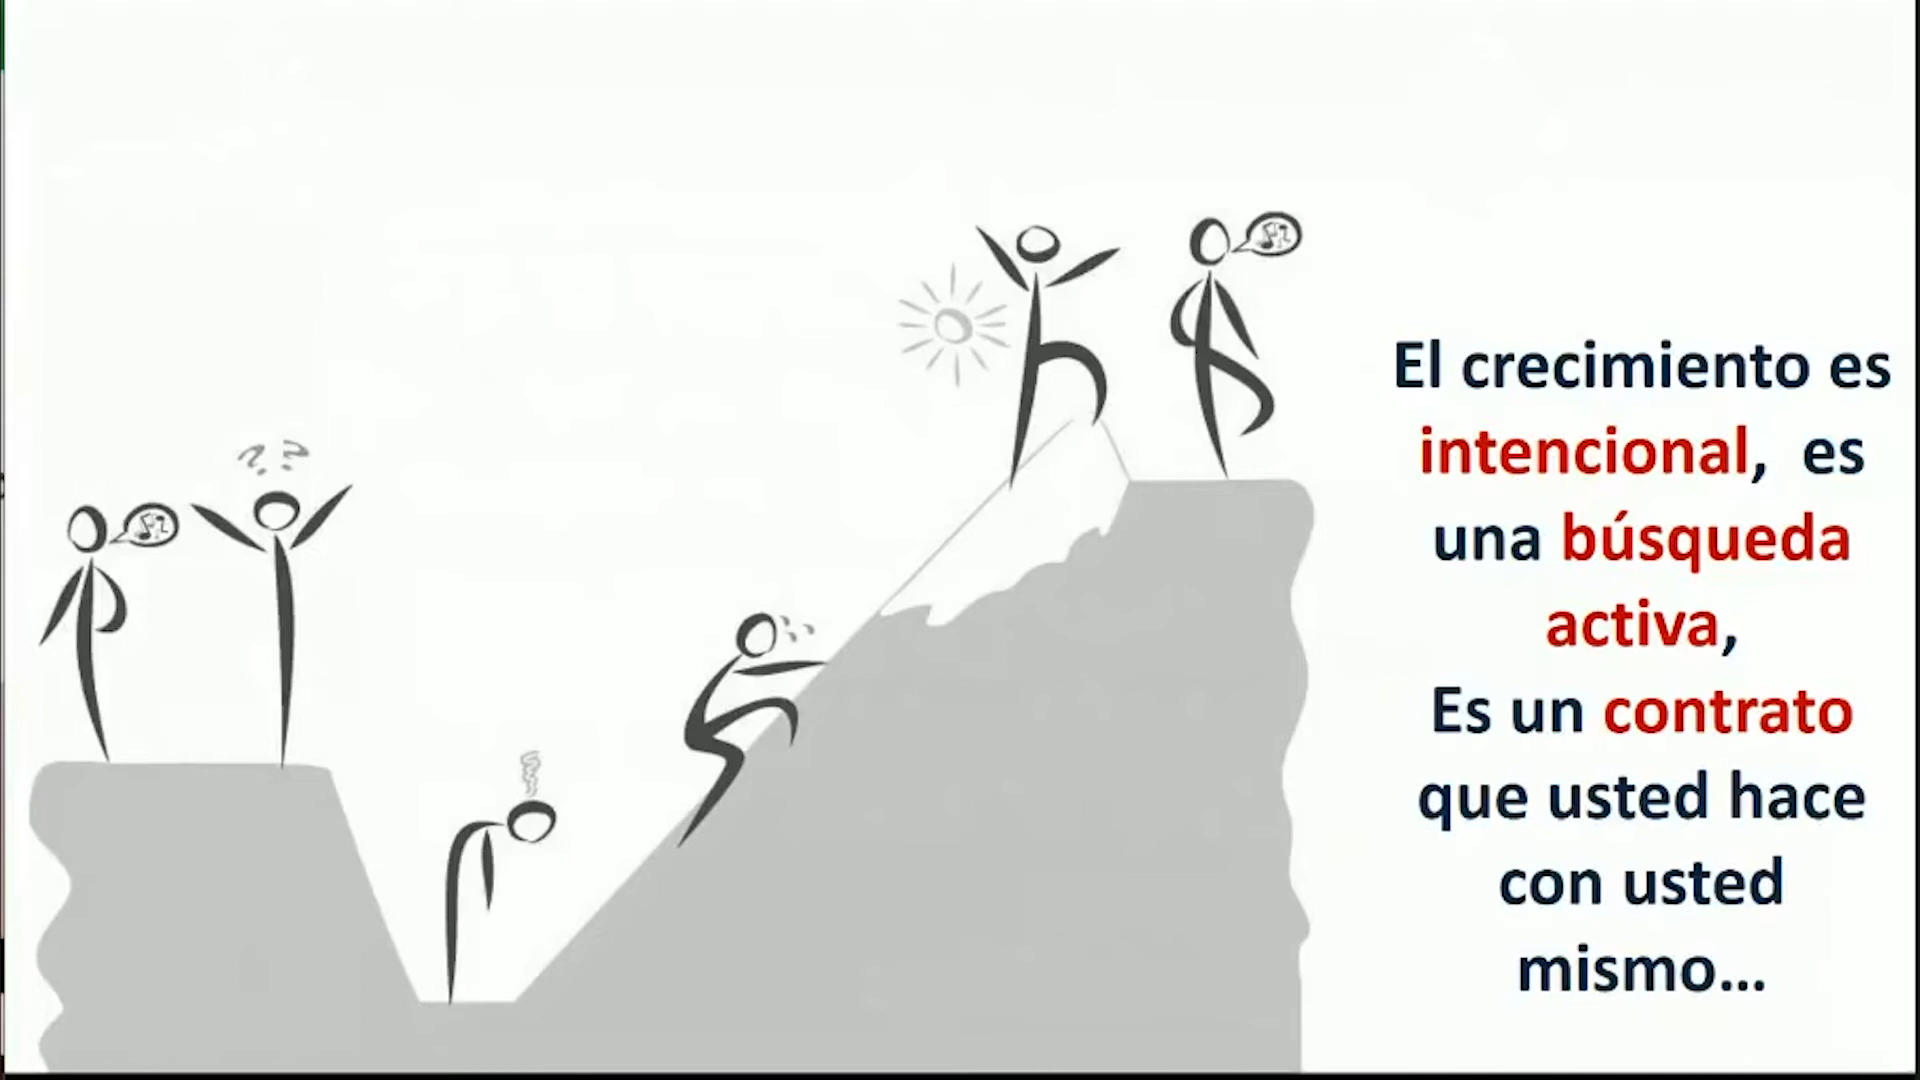 ? ?
El crecimiento es
intencional, es
una búsqueda
activa,
Es un contrato
que usted hace
con usted
mismo...